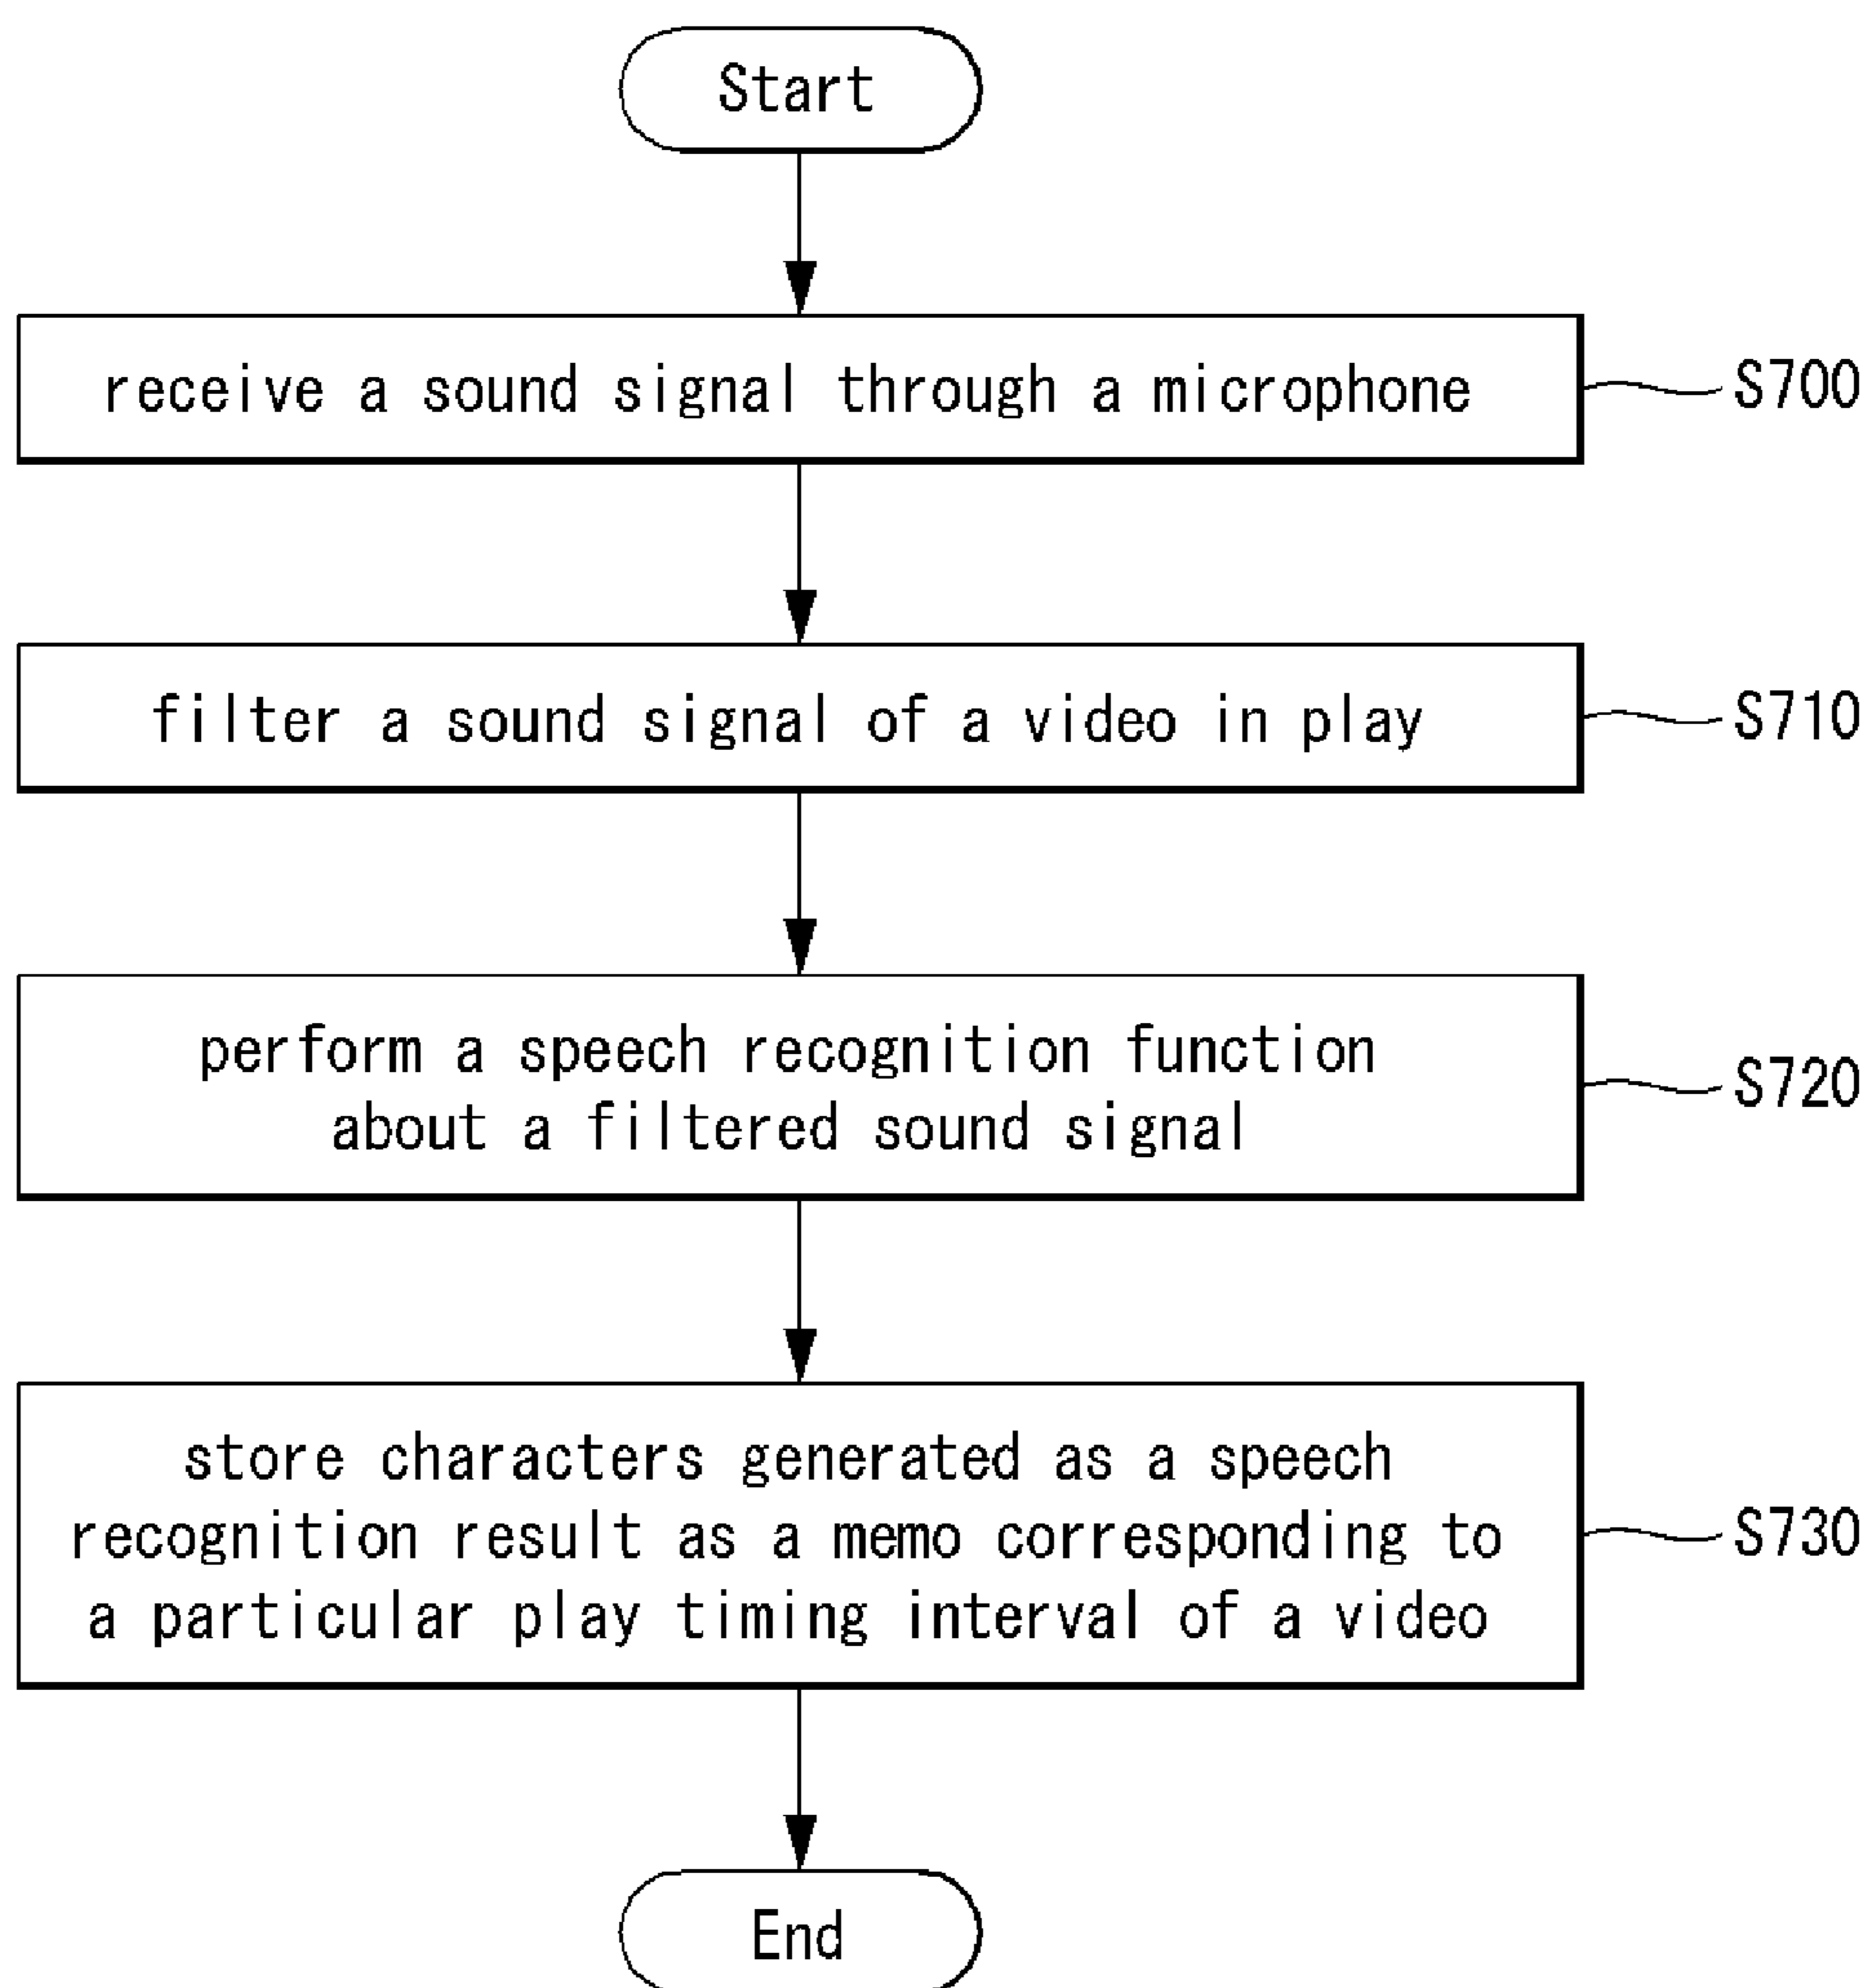 Start
receive a sound signal through a microphone
S700
filter a sound signal of a video in play
S710
perform a speech recognition function
about a filtered sound signal
S720
store characters generated as a speech
recognition result as a memo corresponding to
a particular play timing interval of a video
S730
End